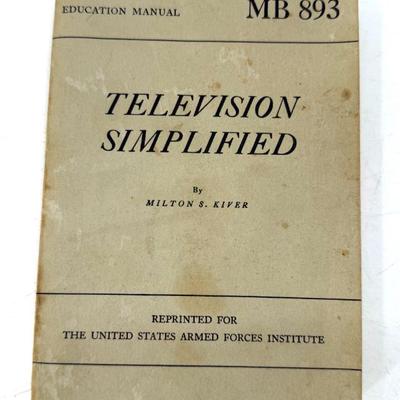 EDUCATION MANUAL MB 893
TELEVISION
SIMPLIFIED
By
MILTON S. KIVER
REPRINTED FOR
THE UNITED STATES ARMED FORCES INSTITUTE